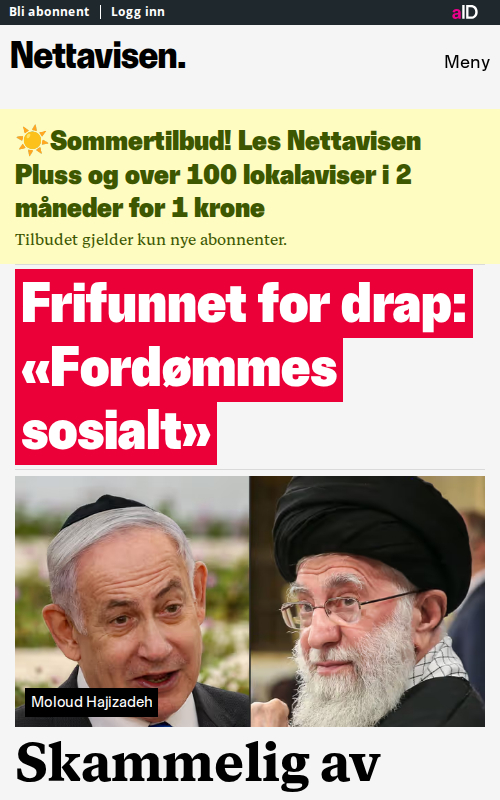 Bli abonnent
Logg inn
aID
Nettavisen.
Meny
☀️Sommertilbud! Les Nettavisen
Pluss og over 100 lokalaviser i 2
måneder for 1 krone
Tilbudet gjelder kun nye abonnenter.
Frifunnet for drap:
«Fordømmes
sosialt»
Moloud Hajizadeh
Skammelig av